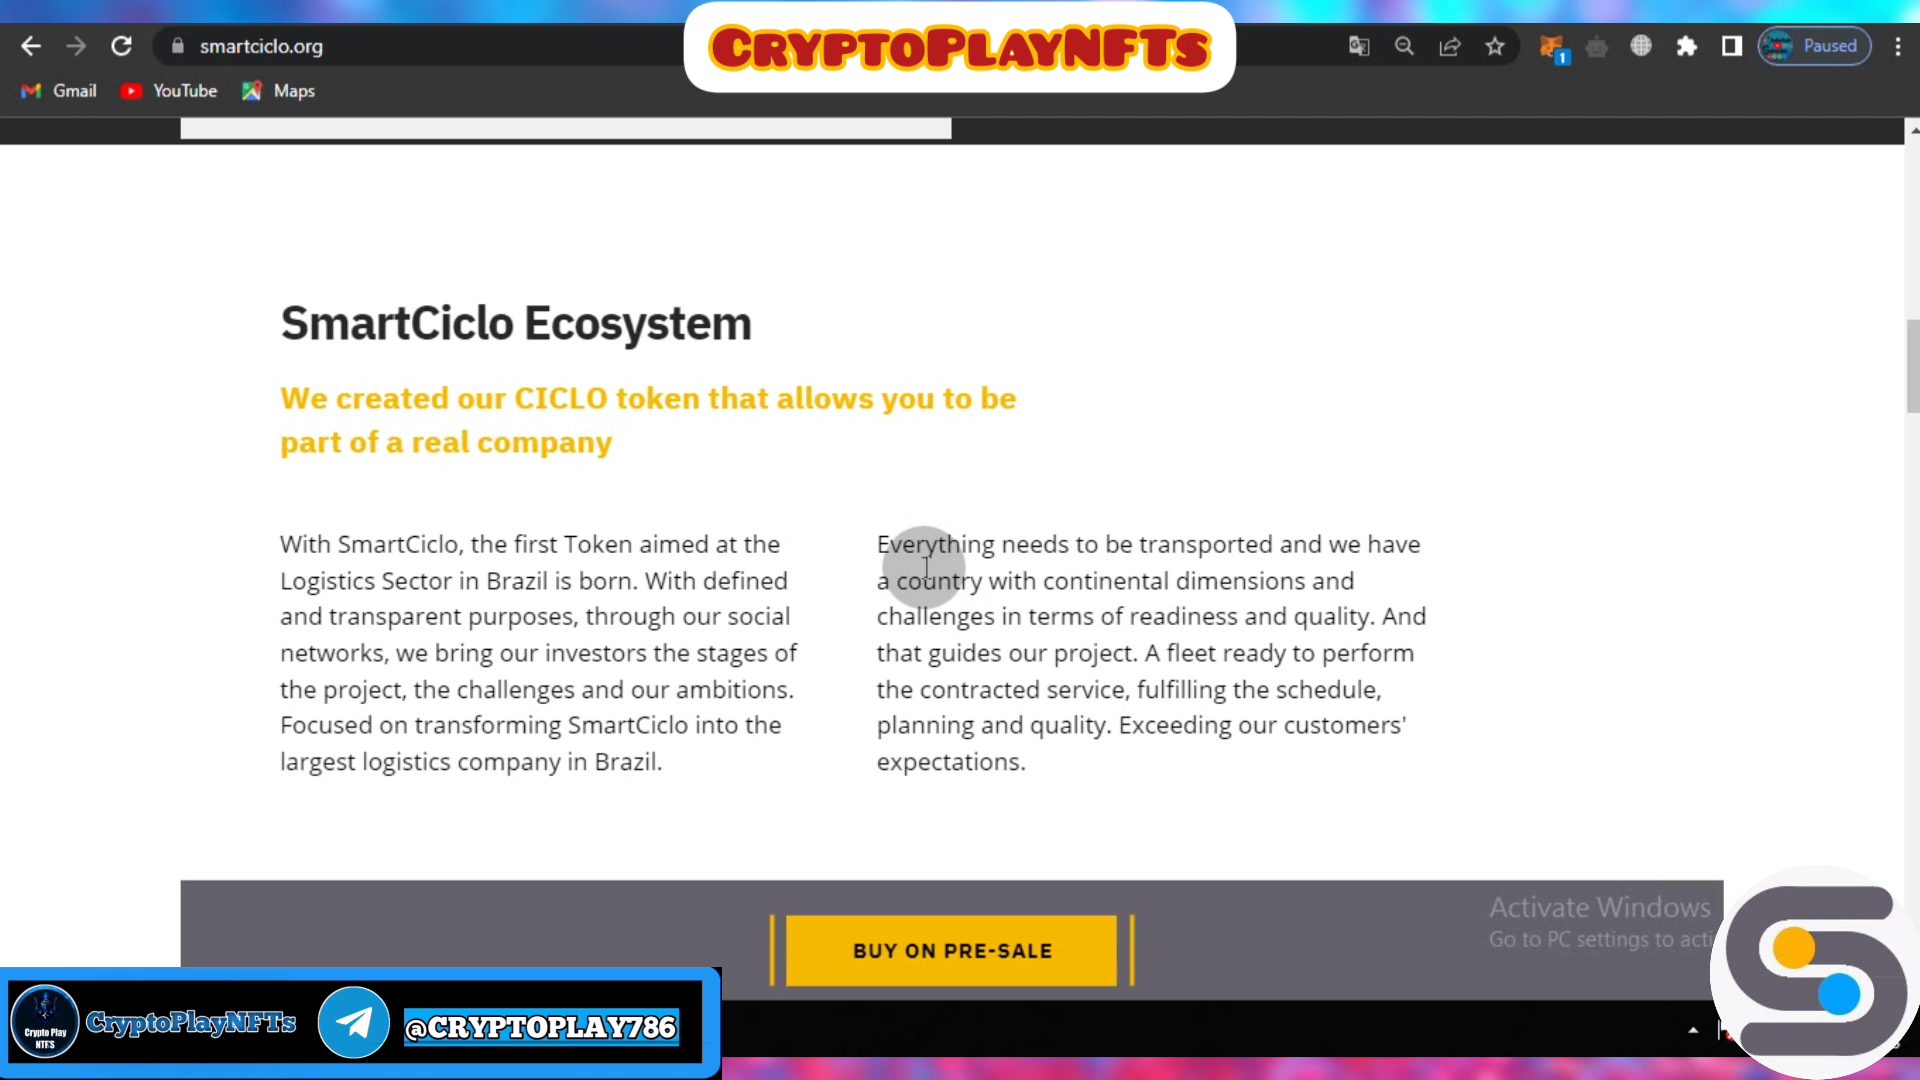 smartciclo.org
CryptoPlayNFTs
1
Paused
Gmail
YouTube
Maps
SmartCiclo Ecosystem
We created our CICLO token that allows you to be
part of a real company
With SmartCiclo, the first Token aimed at the
Logistics Sector in Brazil is born. With defined
and transparent purposes, through our social
networks, we bring our investors the stages of
the project, the challenges and our ambitions.
Focused on transforming SmartCiclo into the
largest logistics company in Brazil.
Everything needs to be transported and we have
a country with continental dimensions and
challenges in terms of readiness and quality. And
that guides our project. A fleet ready to perform
the contracted service, fulfilling the schedule,
planning and quality. Exceeding our customers'
expectations.
BUY ON PRE-SALE
Activate Windows
Go to PC settings to acti
Crypto Play
NTFS
CryptoPlayNFTs
@CRYPTOPLAY786